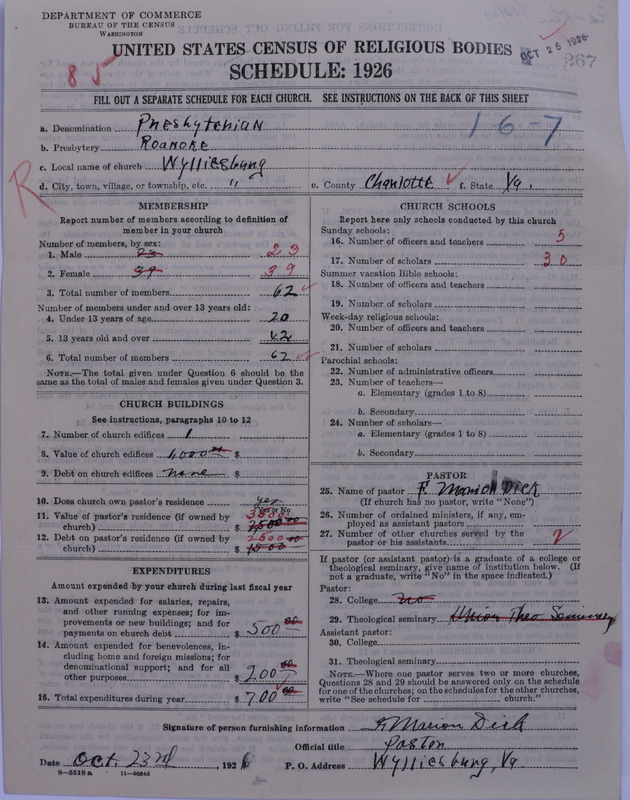 DEPARTMENT OF COMMERCE
BUREAU OF THE CENSUS
WASHINGTON
UNITED STATES CENSUS OF RELIGIOUS BODIES
OCT 26 1926
267
85
SCHEDULE: 1926
FILL OUT A SEPARATE SCHEDULE FOR EACH CHURCH. SEE INSTRUCTIONS ON THE BACK OF THIS SHEET
a. Denomination Presbyterian
16-7
b. Presbytery Roanoke
c. Local name of church Wylliesburg
R
d. City, town, village, or township, etc. " e. County Charlotte f. State Va.
MEMBERSHIP
Report number of members according to definition of
member in your church
Number of members, by sex:
1. Male 23 23
2. Female 39 39
3. Total number of members 62
Number of members under and over 13 years old:
4. Under 13 years of age 20
5. 13 years old and over 42
6. Total number of members 62
NOTE.—The total given under Question 6 should be
same as the total of males and females given under Question 3.
CHURCH BUILDINGS
See instructions, paragraphs 10 to 12
7. Number of church edifices 1
8. Value of church edifices 4000 00 $
9. Debt on church edifices none $
10. Does church own pastor's residence yes
Yes or No
11. Value of pastor's residence (if owned by 3000
church) $ 2500 00
12. Debt on pastor's residence (if owned by 2000 00
church) $ 1500
EXPENDITURES
Amount expended by your church during last fiscal year
13. Amount expended for salaries, repairs,
and other running expenses; for im-
provements or new buildings; and for
payments on church debt $ 500 00
14. Amount expended for benevolences, in-
cluding home and foreign missions; for
denominational support; and for all
other purposes $ 200 00
15. Total expenditures during year $ 700 00
CHURCH SCHOOLS
Report here only schools conducted by this church
Sunday schools:
16. Number of officers and teachers 5
17. Number of scholars 30
Summer vacation Bible schools:
18. Number of officers and teachers
19. Number of scholars
Week-day religious schools:
20. Number of officers and teachers
21. Number of scholars
Parochial schools:
22. Number of administrative officers
23. Number of teachers—
a. Elementary (grades 1 to 8)
b. Secondary
24. Number of scholars—
a. Elementary (grades 1 to 8)
b. Secondary
PASTOR
25. Name of pastor F. Marion Dick
(If church has no pastor, write "None")
26. Number of ordained ministers, if any, em-
ployed as assistant pastors
27. Number of other churches served by the
pastor or his assistants 2
If pastor (or assistant pastor) is a graduate of a college or
theological seminary, give name of institution below. (If
not a graduate, write "No" in the space indicated.)
Pastor:
28. College No
29. Theological seminary Union Theo Seminary
Assistant pastor:
30. College
31. Theological seminary
NOTE.—Where one pastor serves two or more churches,
Questions 28 and 29 should be answered only on the schedule
for one of the churches; on the schedules for the other churches,
write "See schedule for church."
Signature of person furnishing information F. Marion Dick
Official title Pastor
Date Oct. 23rd, 1926 P. O. Address Wylliesburg, Va
8—5518 a